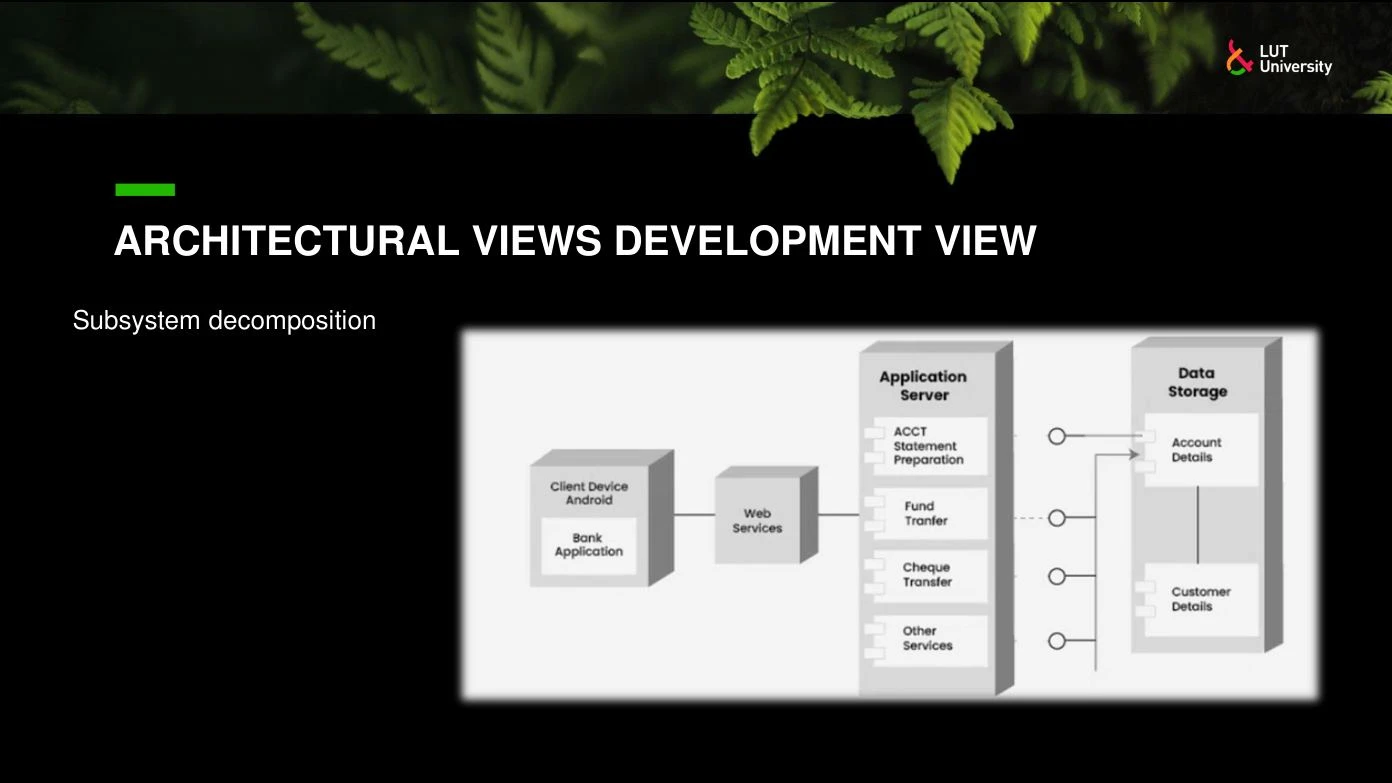 LUT
University
ARCHITECTURAL VIEWS DEVELOPMENT VIEW
Subsystem decomposition
Client Device
Android
Bank
Application
Web
Services
Application
Server
ACCT
Statement
Preparation
Fund
Tranfer
Cheque
Transfer
Other
Services
Data
Storage
Account
Details
Customer
Details